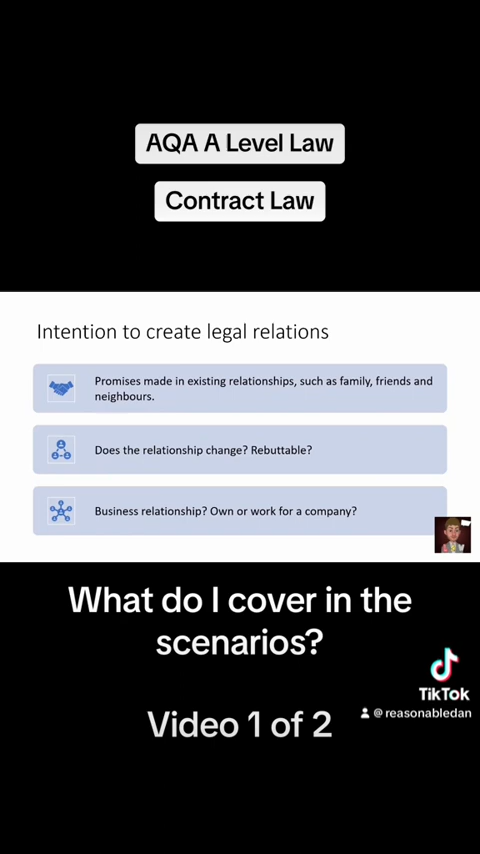 AQA A Level Law
Contract Law
Intention to create legal relations
Promises made in existing relationships, such as family, friends and
neighbours.
Does the relationship change? Rebuttable?
Business relationship? Own or work for a company?
What do I cover in the
scenarios?
TikTok
@reasonabledan
Video 1 of 2